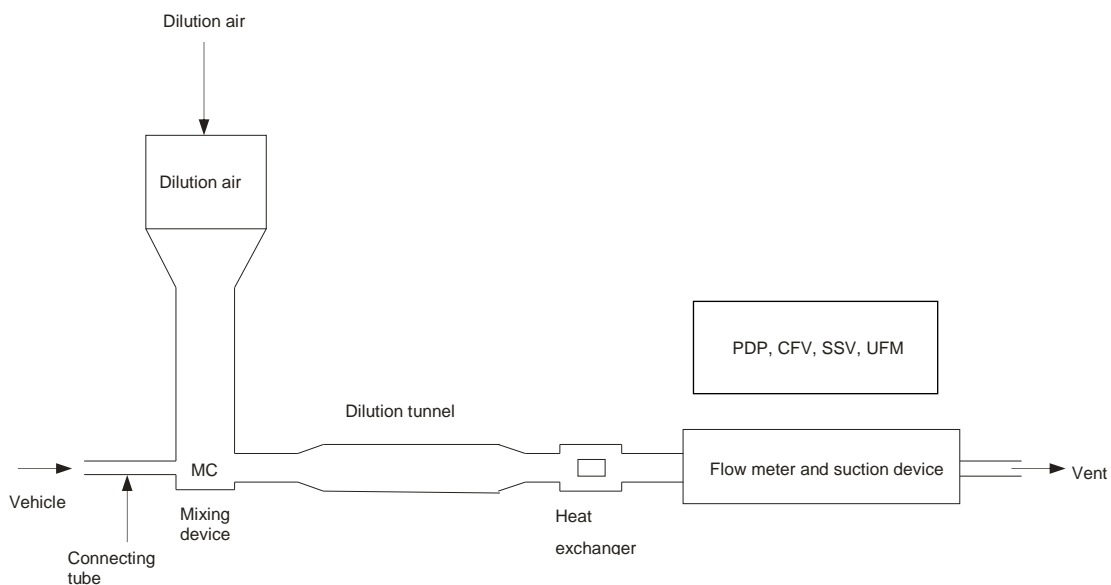 Dilution air
Dilution air
PDP, CFV, SSV, UFM
Dilution tunnel
MC
Flow meter and suction device
Vent
Vehicle
Mixing
device
Heat
exchanger
Connecting
tube